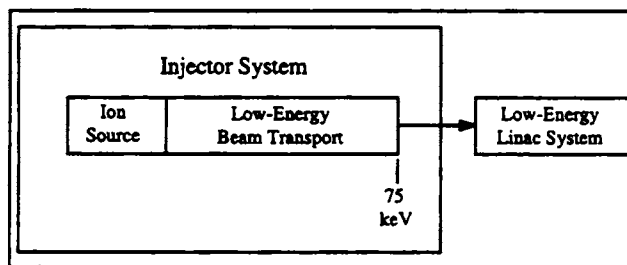 Injector System
Ion
Source
Low-Energy
Beam Transport
Low-Energy
Linac System
75
keV